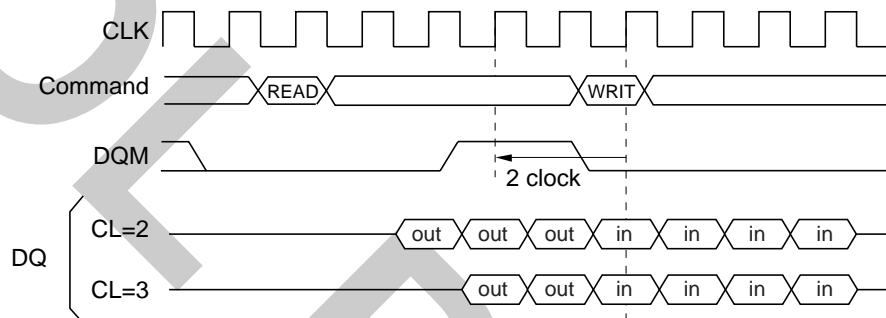 CLK
Command READ WRIT
DQM
2 clock
DQ
CL=2 out out out in in in in
CL=3 out out in in in in